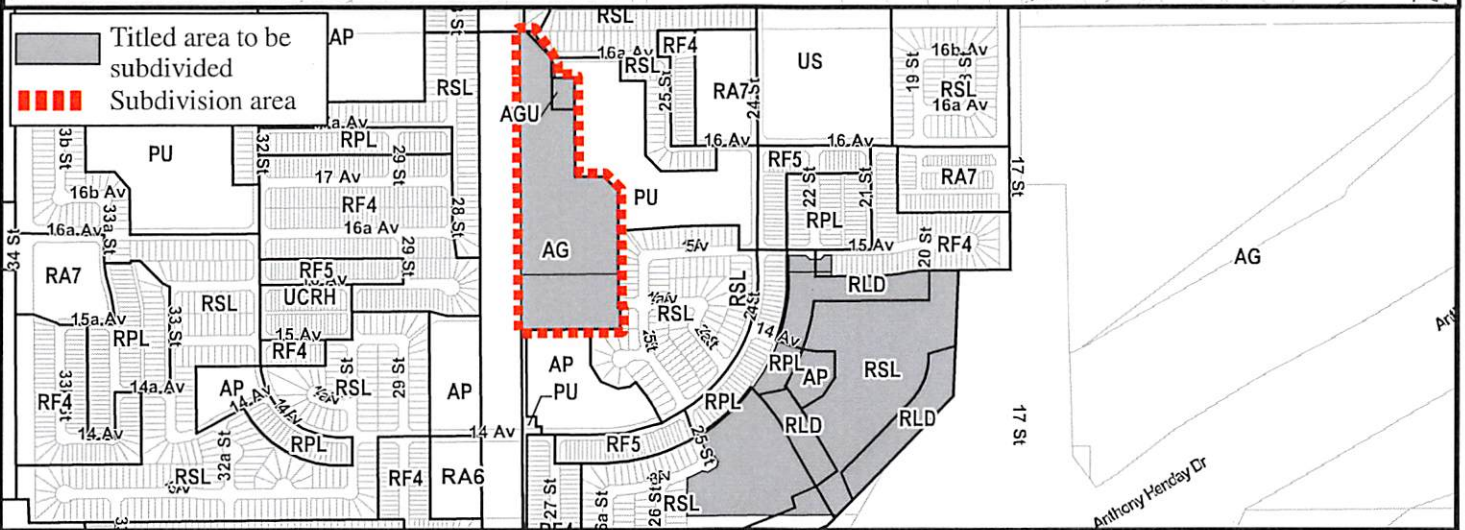 Titled area to be
subdivided
Subdivision area
AP
RSL
16a Av
RSL
RF4
25 St
RA7
24 St
US
16b Av
19 St
RSL
16a Av
RSL
AGU
a Av
RPL
32 St
29 St
PU
16 Av
16 Av
17 Av
RF4
16a Av
28 St
29 St
16b Av
33a St
16a Av
34 St
RF5
22 St
21 St
RPL
RA7
17 St
PU
AG
15 Av
20 St
RF4
AG
RA7
RF5
UCRH
RSL
33 St
15a Av
RPL
15 Av
RF4
RSL
RSL
RLD
14 Av
RPL
AP
RSL
AP
PU
14a Av
AP
14 Av
14 Av
RSL
29 St
AP
RF4
14 Av
RPL
RPL
RLD
RLD
14 Av
RF5
25 St
17 St
RSL
32a St
RF4
RA6
27 St
26 St
RSL
Anthony Henday Dr